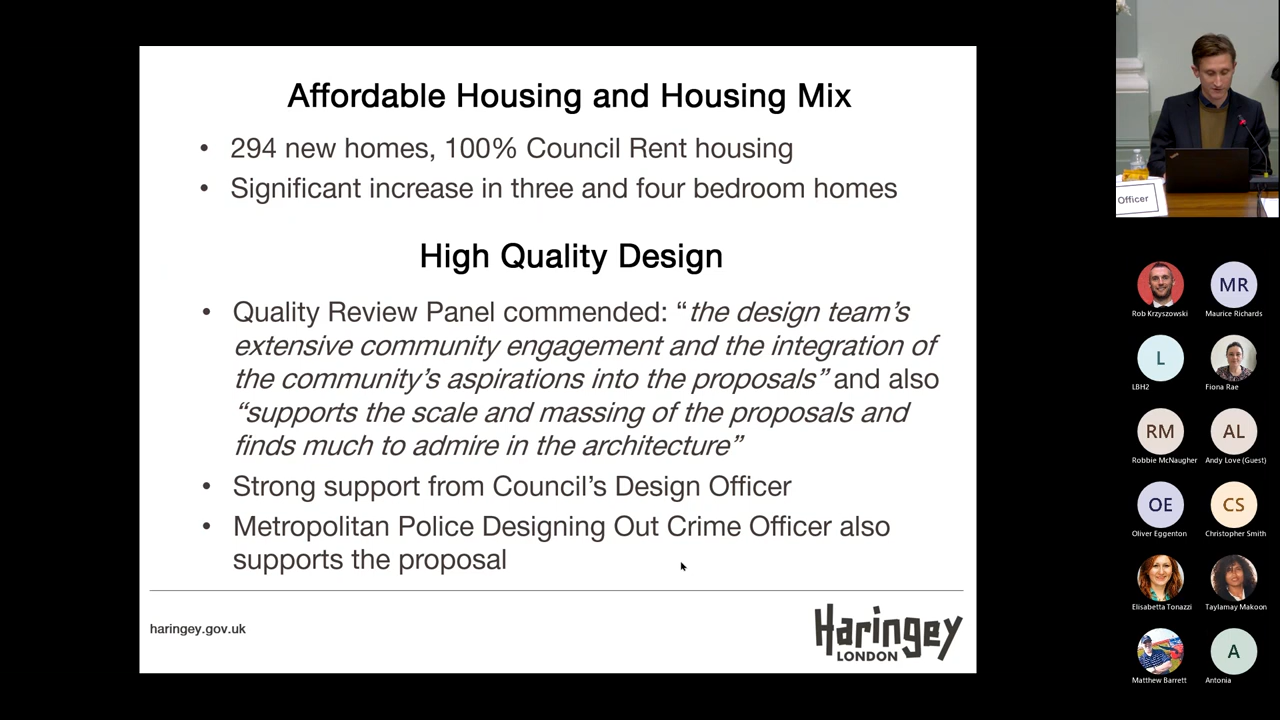 Affordable Housing and Housing Mix
• 294 new homes, 100% Council Rent housing
• Significant increase in three and four bedroom homes
High Quality Design
• Quality Review Panel commended: “the design team’s
extensive community engagement and the integration of
the community’s aspirations into the proposals” and also
“supports the scale and massing of the proposals and
finds much to admire in the architecture”
• Strong support from Council’s Design Officer
• Metropolitan Police Designing Out Crime Officer also
supports the proposal
haringey.gov.uk
Haringey
LONDON
Officer
Rob Krzyszowski
MR
Maurice Richards
L
LBH2
Fiona Rae
RM
Robbie McNaugher
AL
Andy Love (Guest)
OE
Oliver Eggenton
CS
Christopher Smith
Elisabetta Tonazzi
Taylamay Makoon
Matthew Barrett
A
Antonia